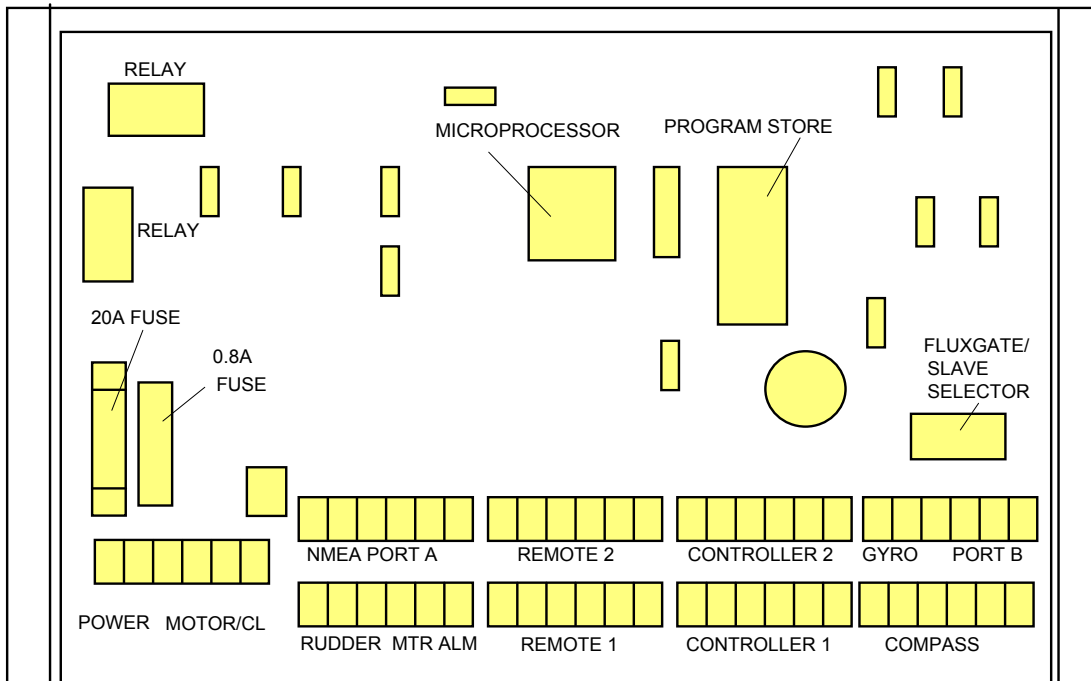 RELAY
MICROPROCESSOR
PROGRAM STORE
RELAY
20A FUSE
0.8A
FUSE
FLUXGATE/
SLAVE
SELECTOR
NMEA PORT A
REMOTE 2
CONTROLLER 2
GYRO
PORT B
POWER
MOTOR/CL
RUDDER
MTR ALM
REMOTE 1
CONTROLLER 1
COMPASS